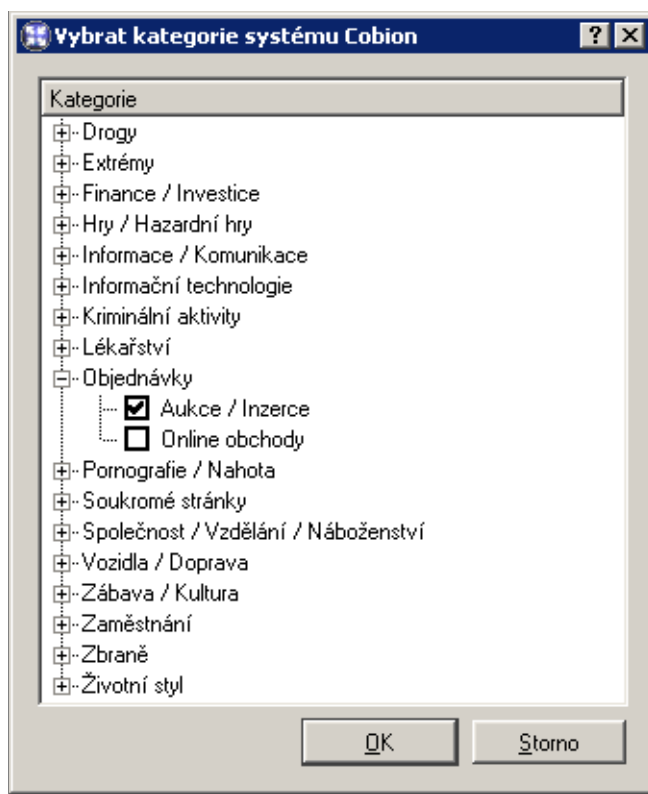 Vybrat kategorie systému Cobion
Kategorie
Drogy
Extrémy
Finance / Investice
Hry / Hazardní hry
Informace / Komunikace
Informační technologie
Kriminální aktivity
Lékařství
Objednávky
Aukce / Inzerce
Online obchody
Pornografie / Nahota
Soukromé stránky
Společnost / Vzdělání / Náboženství
Vozidla / Doprava
Zábava / Kultura
Zaměstnání
Zbraně
Životní styl
OK Storno